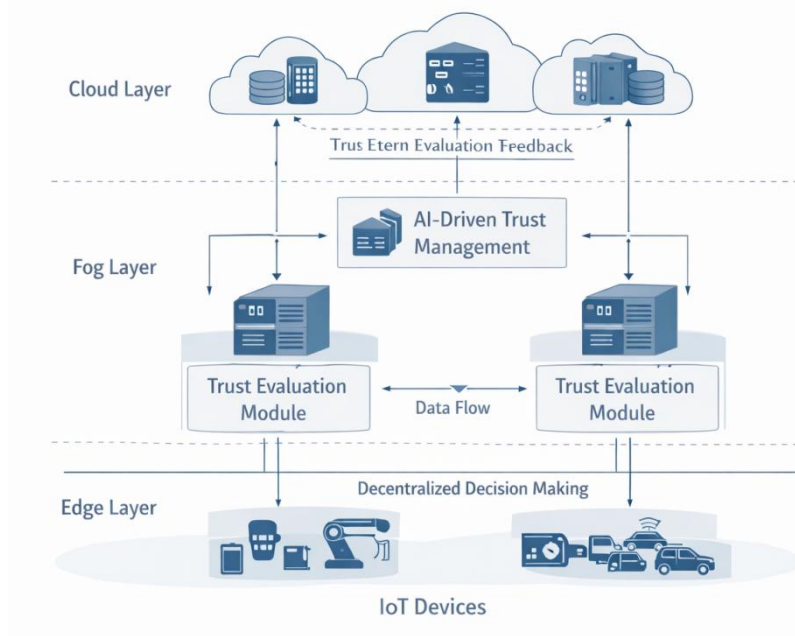 Cloud Layer
Trus Etern Evaluation Feedback
AI-Driven Trust
Management
Fog Layer
Trust Evaluation
Module
Data Flow
Trust Evaluation
Module
Decentralized Decision Making
Edge Layer
IoT Devices